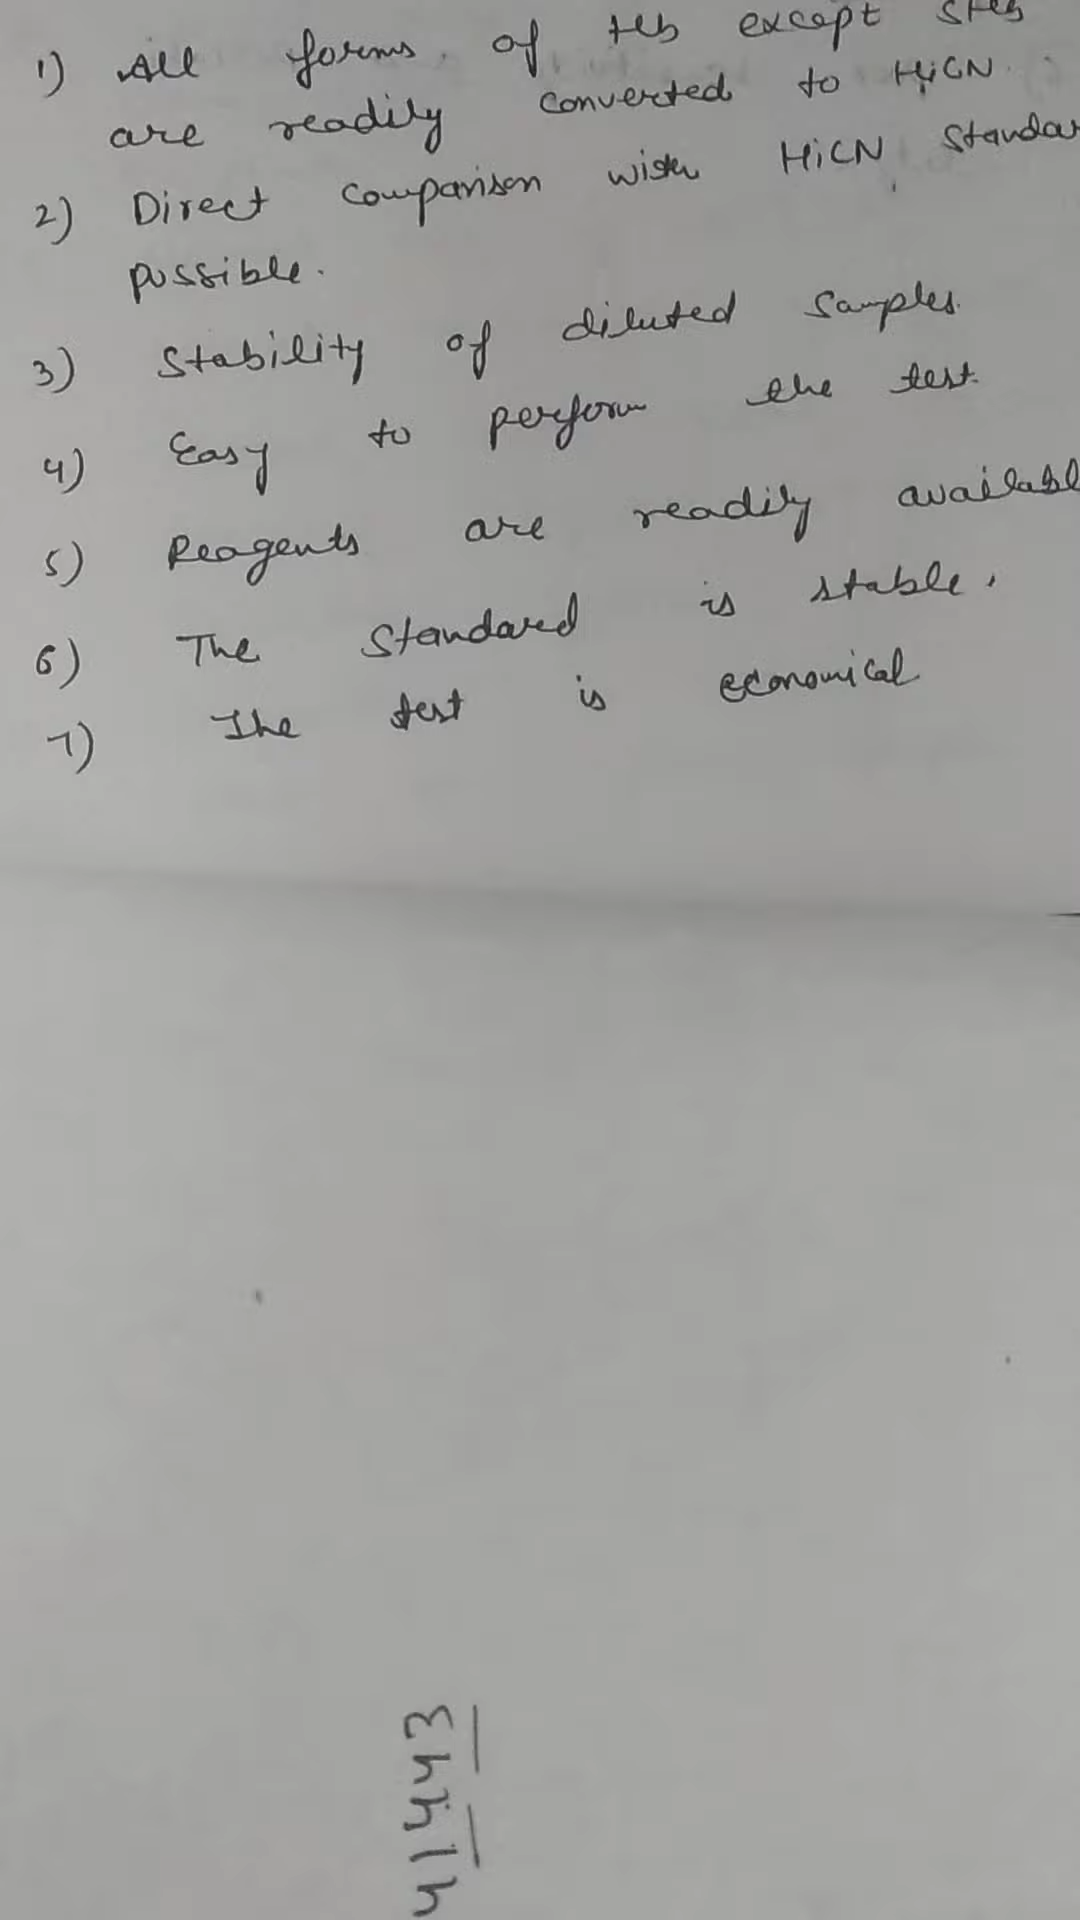 1) All forms of Hb except SHb
are readily converted to HiCN.
2) Direct comparison with HiCN Standar
possible.
3) Stability of diluted samples.
4) Easy to perform the test.
5) Reagents are readily availabl
6) The Standard is stable.
7) The test is economical
41443